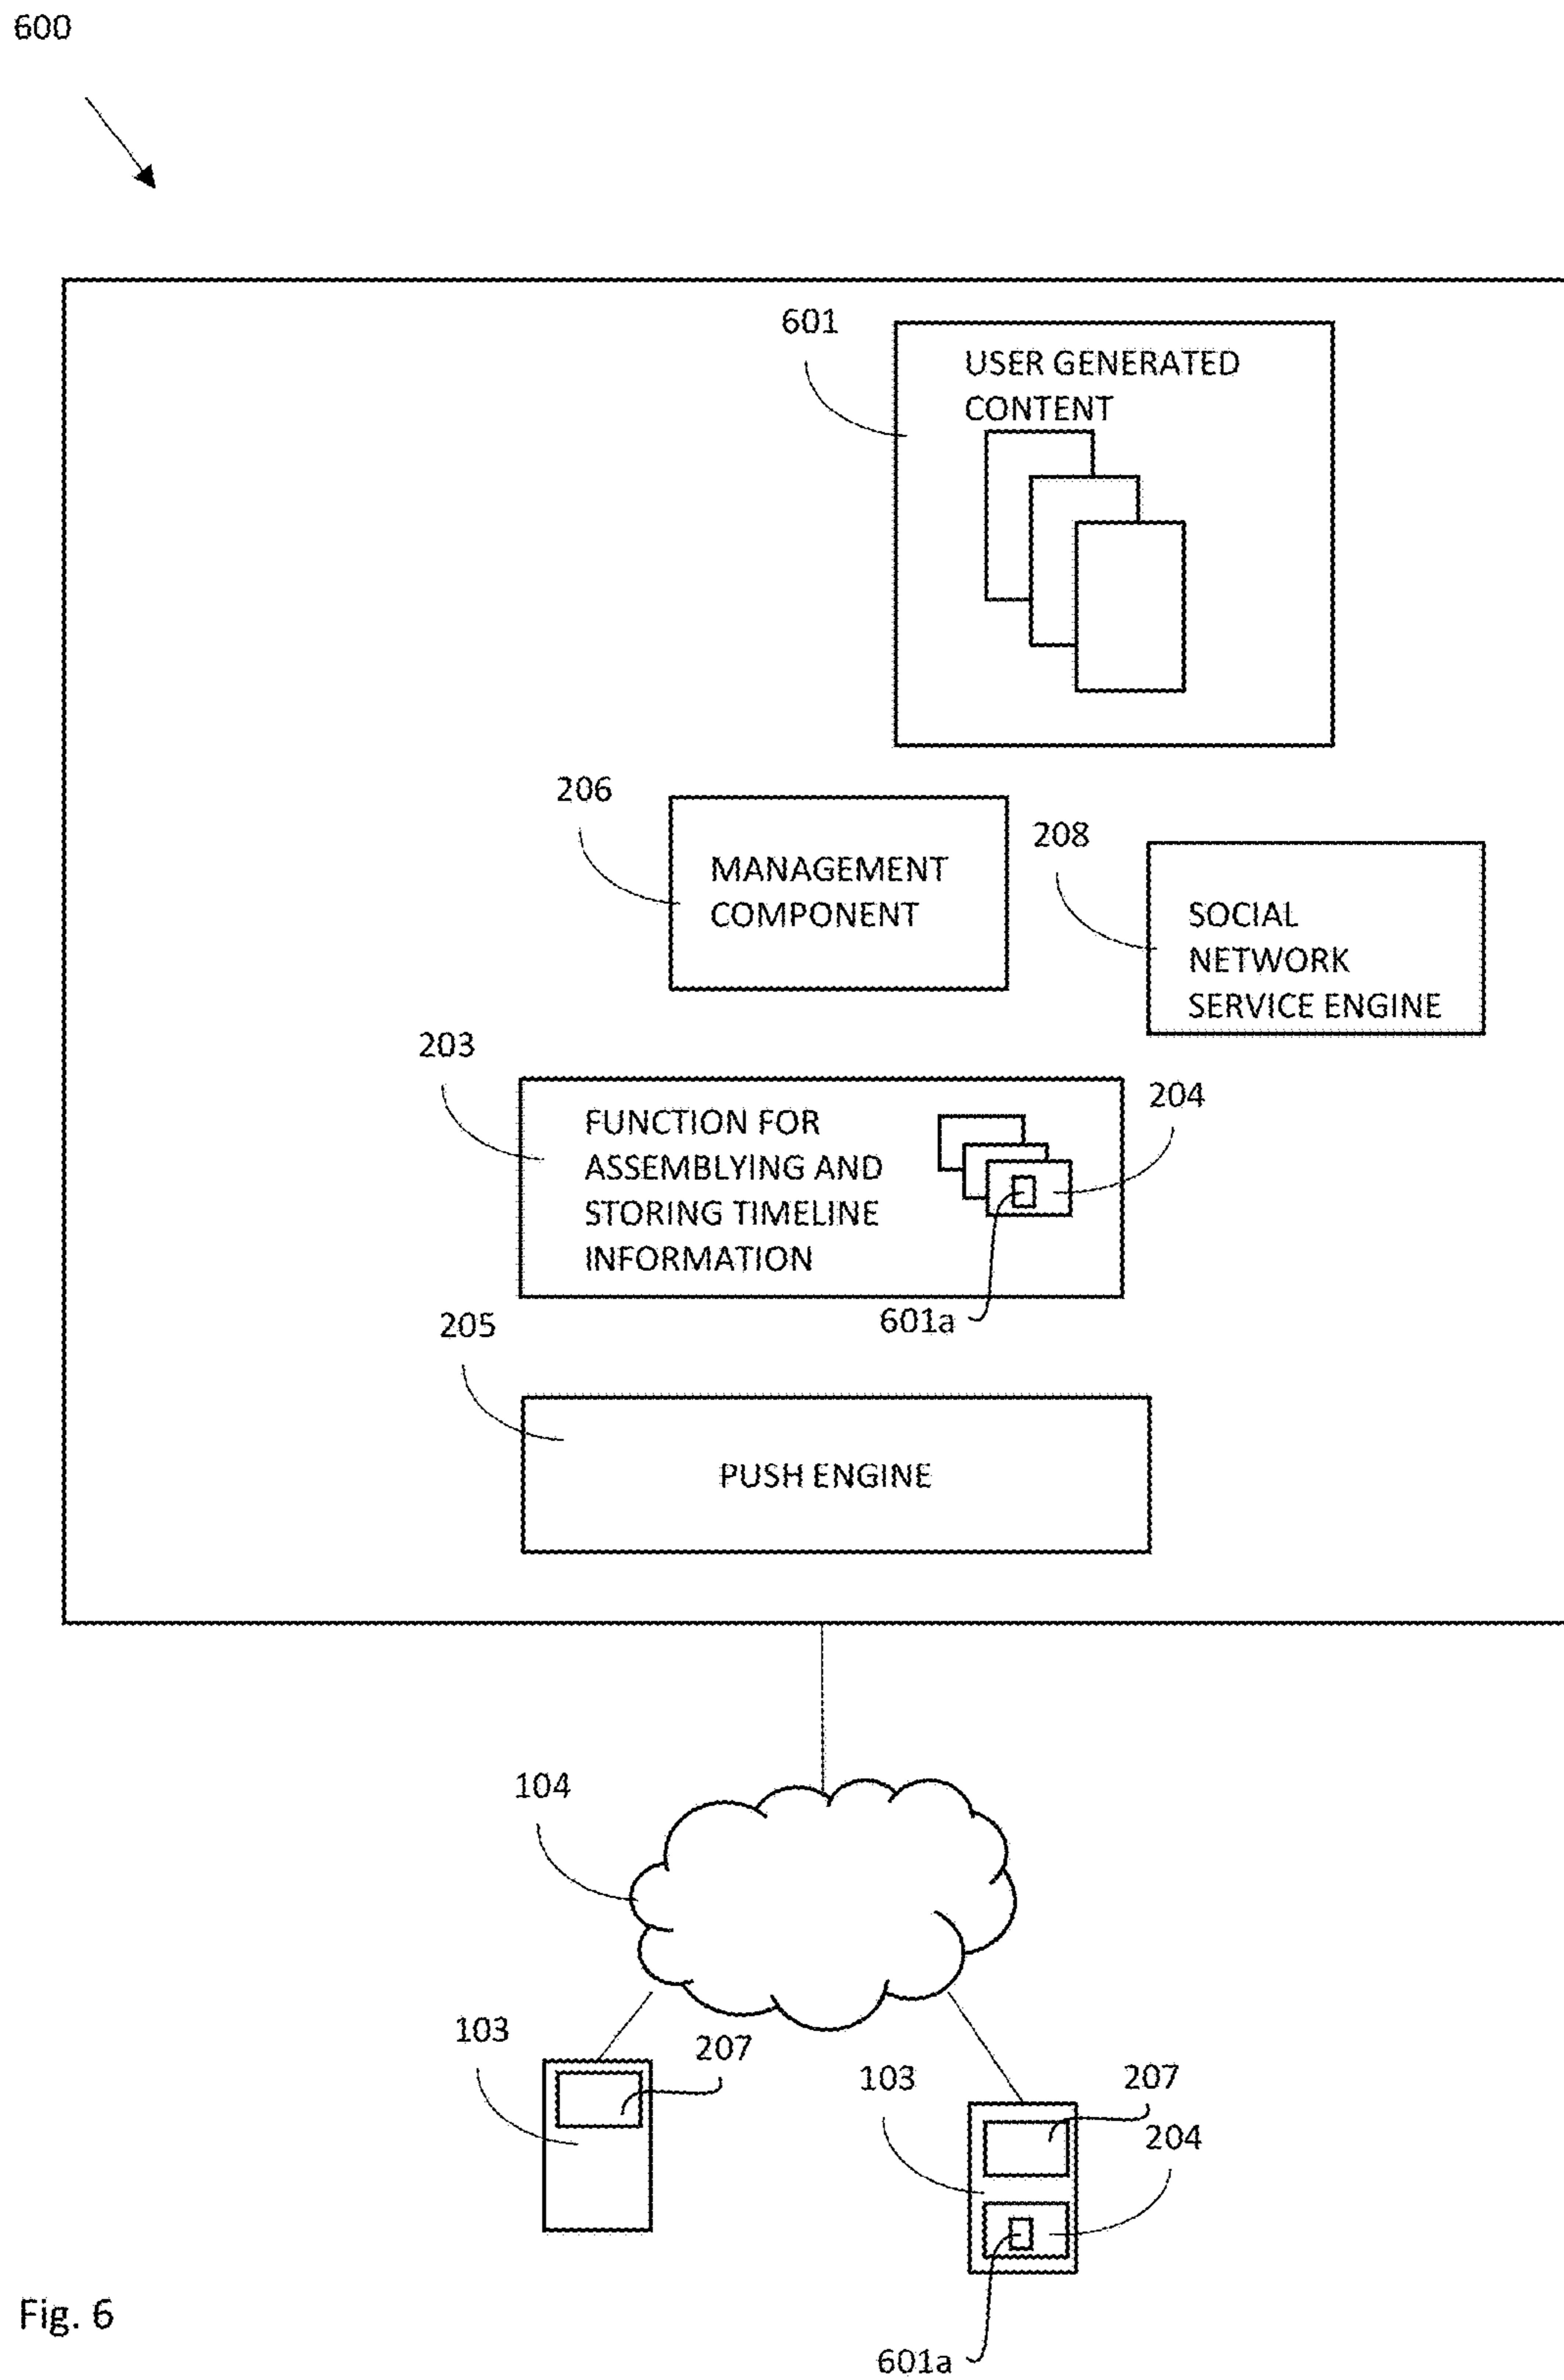 600
601
USER GENERATED
CONTENT
206
MANAGEMENT
COMPONENT
208
SOCIAL
NETWORK
SERVICE ENGINE
203
FUNCTION FOR
ASSEMBLYING AND
STORING TIMELINE
INFORMATION
204
601a
205
PUSH ENGINE
104
103
207
103
207
204
601a
Fig. 6